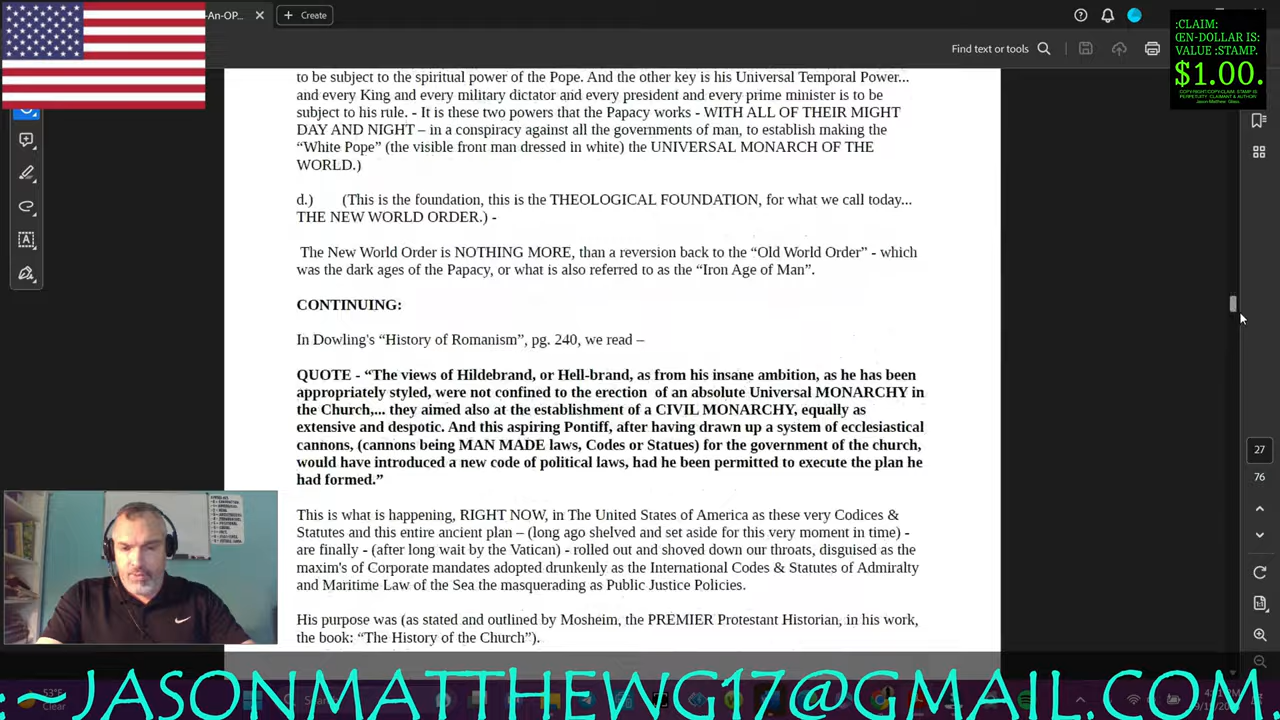 -An-OP...
Create
:CLAIM:
Œn-DOLLAR IS:
VALUE :STAMP.
$1.00.
COPYRIGHT/COPY-CLAIM STAMP IS
PERPETUITY. CLAIMANT & AUTHOR
Jason Matthew: Glass.
Find text or tools
to be subject to the spiritual power of the Pope. And the other key is his Universal Temporal Power...
and every King and every military dictator and every president and every prime minister is to be
subject to his rule. - It is these two powers that the Papacy works - WITH ALL OF THEIR MIGHT
DAY AND NIGHT – in a conspiracy against all the governments of man, to establish making the
“White Pope” (the visible front man dressed in white) the UNIVERSAL MONARCH OF THE
WORLD.)
d.) (This is the foundation, this is the THEOLOGICAL FOUNDATION, for what we call today...
THE NEW WORLD ORDER.) -
The New World Order is NOTHING MORE, than a reversion back to the “Old World Order” - which
was the dark ages of the Papacy, or what is also referred to as the “Iron Age of Man”.
CONTINUING:
In Dowling's “History of Romanism”, pg. 240, we read –
QUOTE - “The views of Hildebrand, or Hell-brand, as from his insane ambition, as he has been
appropriately styled, were not confined to the erection of an absolute Universal MONARCHY in
the Church,... they aimed also at the establishment of a CIVIL MONARCHY, equally as
extensive and despotic. And this aspiring Pontiff, after having drawn up a system of ecclesiastical
cannons, (cannons being MAN MADE laws, Codes or Statues) for the government of the church,
would have introduced a new code of political laws, had he been permitted to execute the plan he
had formed.”
This is what is happening, RIGHT NOW, in The United Srares of America as these very Codices &
Statutes and this entire ancient plan – (long ago shelved and set aside for this very moment in time) -
are finally - (after long wait by the Vatican) - rolled out and shoved down our throats, disguised as the
maxim's of Corporate mandates adopted drunkenly as the International Codes & Statutes of Admiralty
and Maritime Law of the Sea the masquerading as Public Justice Policies.
His purpose was (as stated and outlined by Mosheim, the PREMIER Protestant Historian, in his work,
the book: “The History of the Church”).
27
76
53°F
Clear
:~ JASONMATTHEWG17@GMAIL.COM.